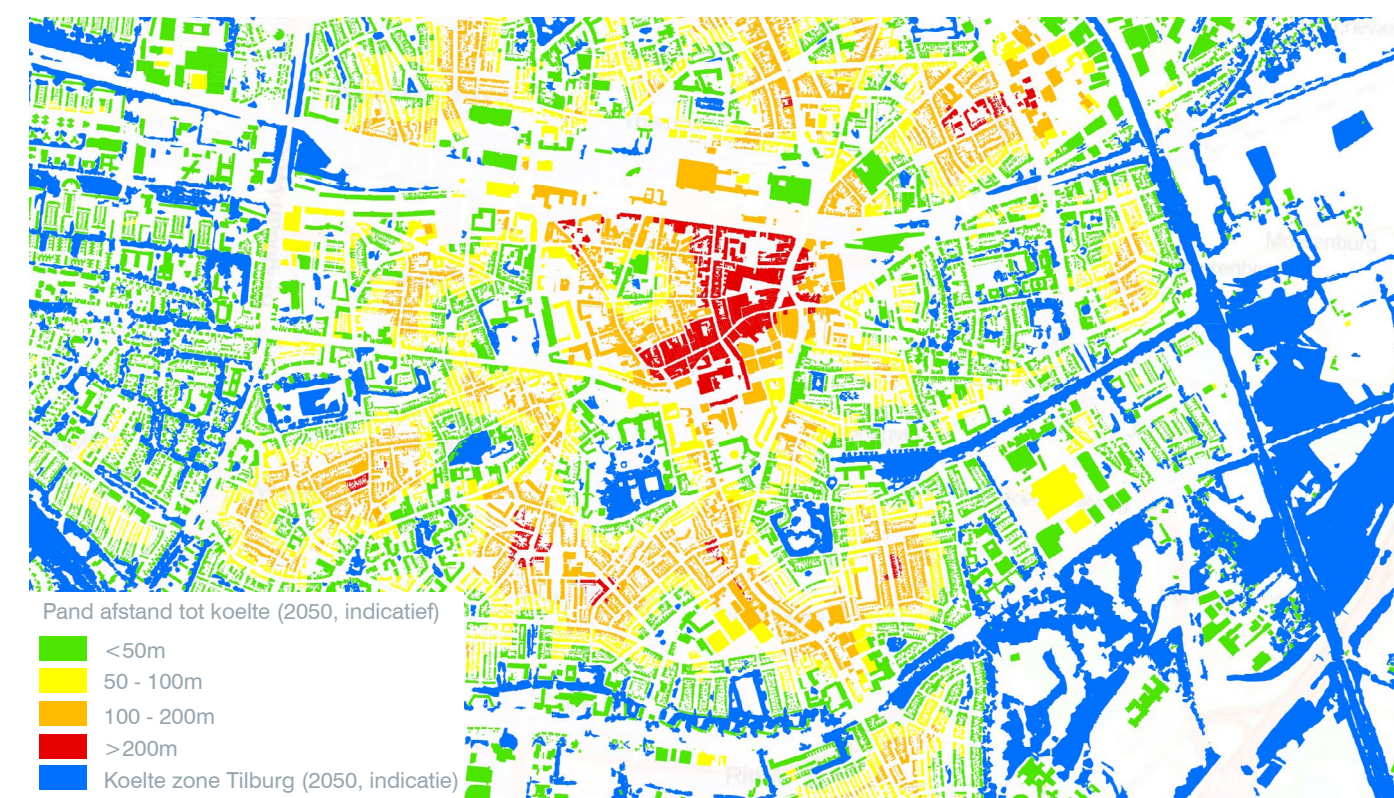 Pand afstand tot koelte (2050, indicatief)
<50m
50 - 100m
100 - 200m
>200m
Koelte zone Tilburg (2050, indicatie)